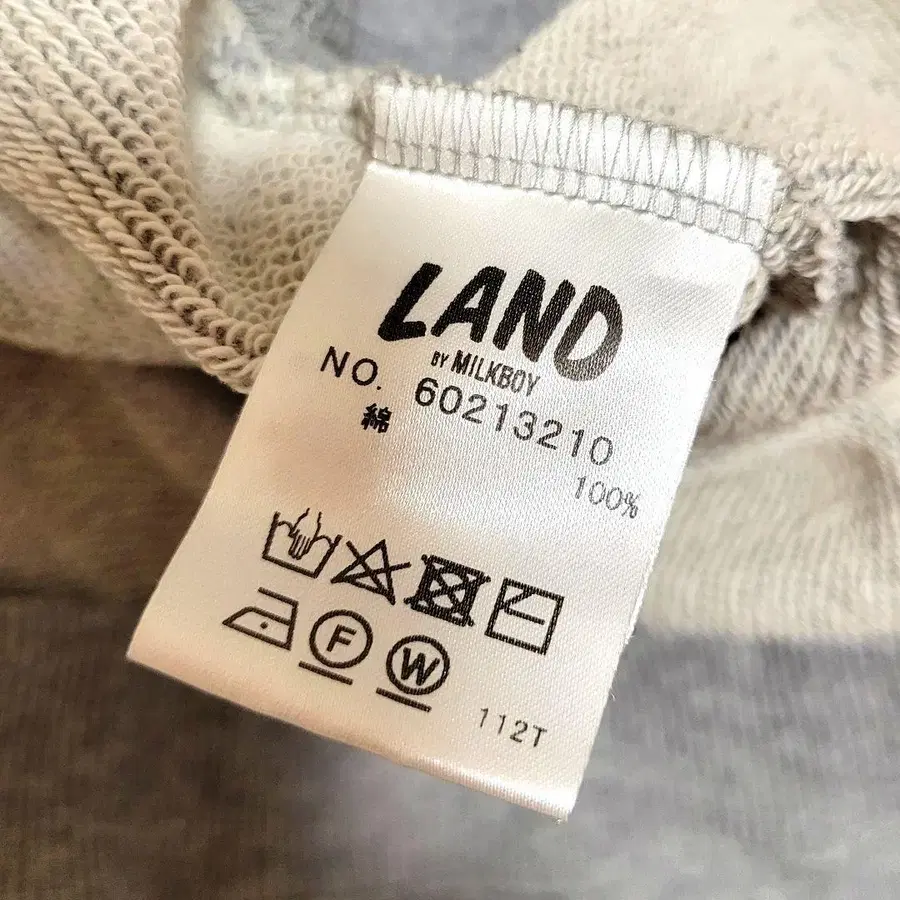 LAND
BY MILKBOY
NO. 60213210
綿 100%
F W
112T